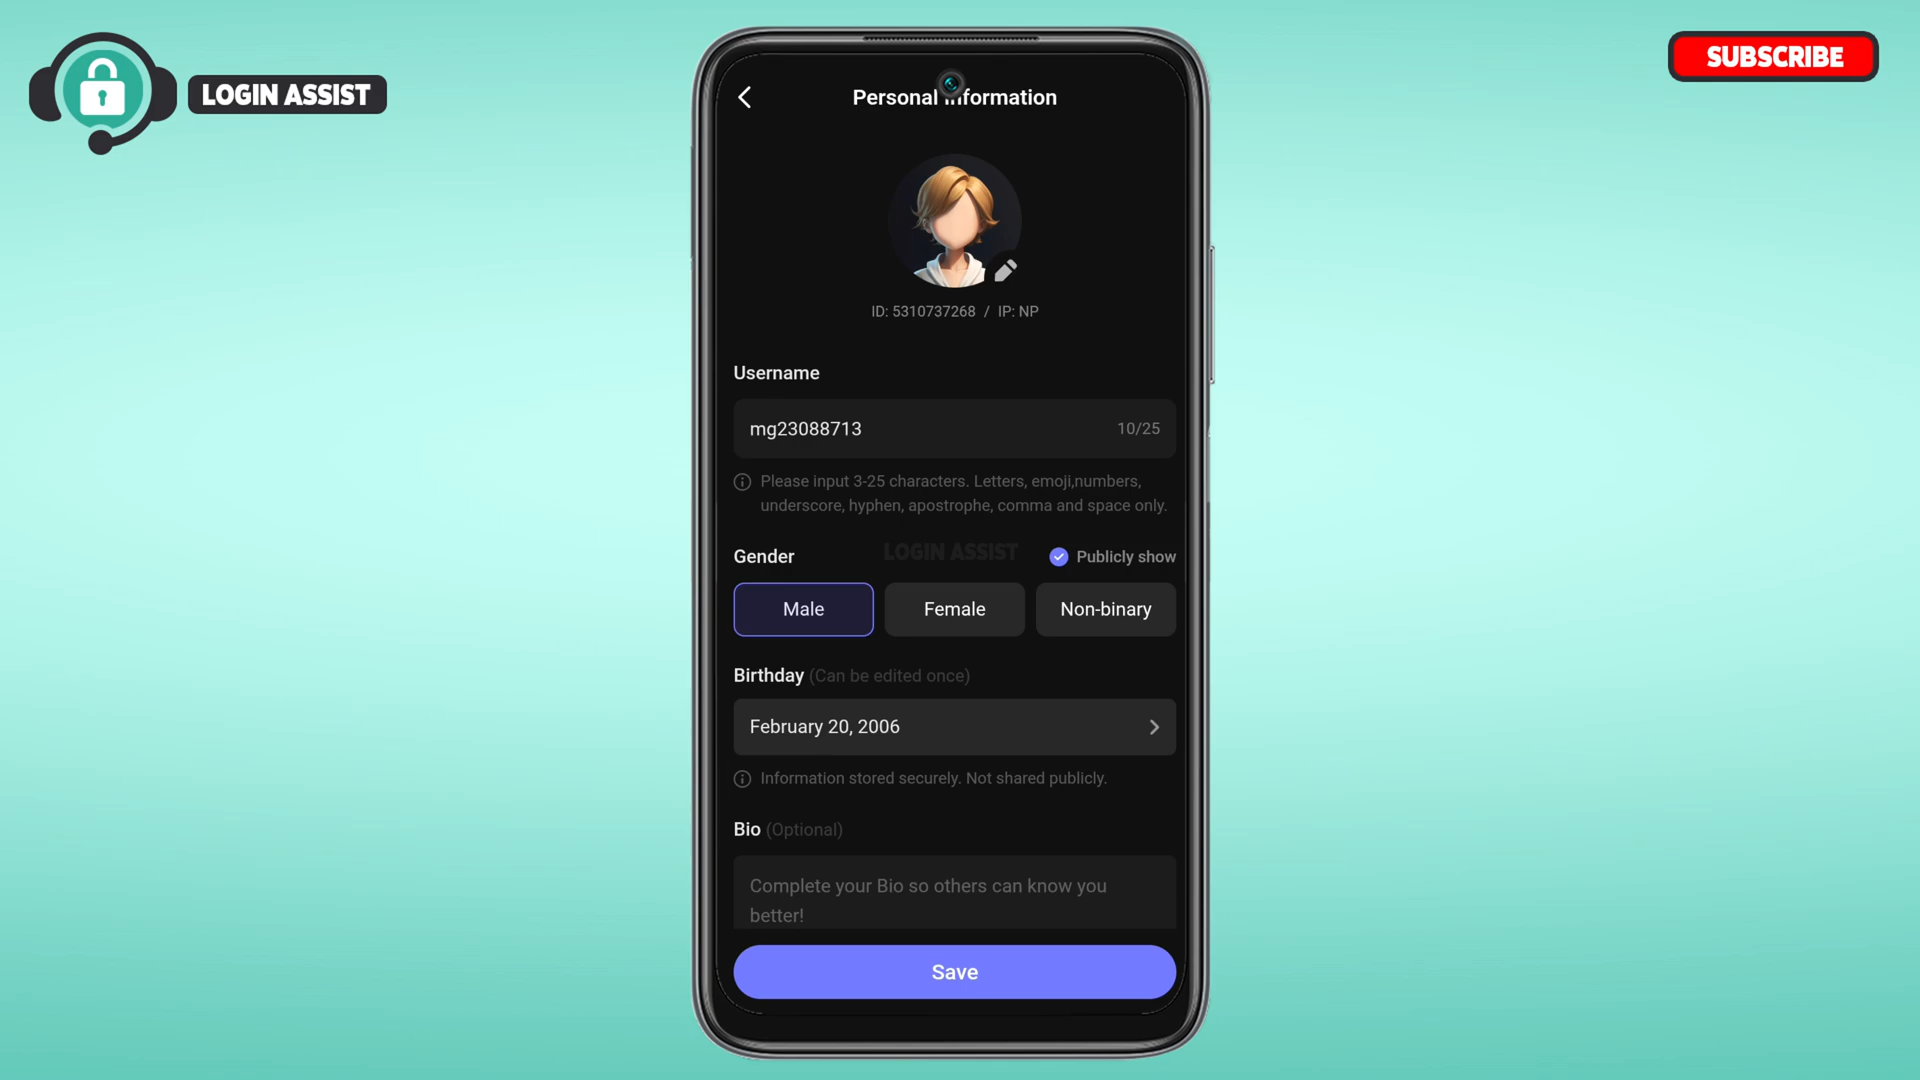 LOGIN ASSIST
SUBSCRIBE
Personal Information
ID: 5310737268 / IP: NP
Username
mg23088713 10/25
Please input 3-25 characters. Letters, emoji,numbers,
underscore, hyphen, apostrophe, comma and space only.
LOGIN ASSIST
Gender Publicly show
Male Female Non-binary
Birthday (Can be edited once)
February 20, 2006
Information stored securely. Not shared publicly.
Bio (Optional)
Complete your Bio so others can know you
better!
Save